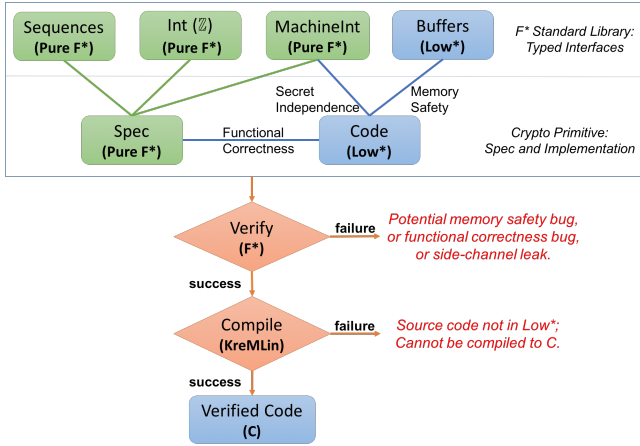 Sequences
(Pure F*)
Int (ℤ)
(Pure F*)
MachineInt
(Pure F*)
Buffers
(Low*)
F* Standard Library:
Typed Interfaces
Secret
Independence
Memory
Safety
Spec
(Pure F*)
Functional
Correctness
Code
(Low*)
Crypto Primitive:
Spec and Implementation
Verify
(F*)
failure
Potential memory safety bug,
or functional correctness bug,
or side-channel leak.
success
Compile
(KreMLin)
failure
Source code not in Low*;
Cannot be compiled to C.
success
Verified Code
(C)